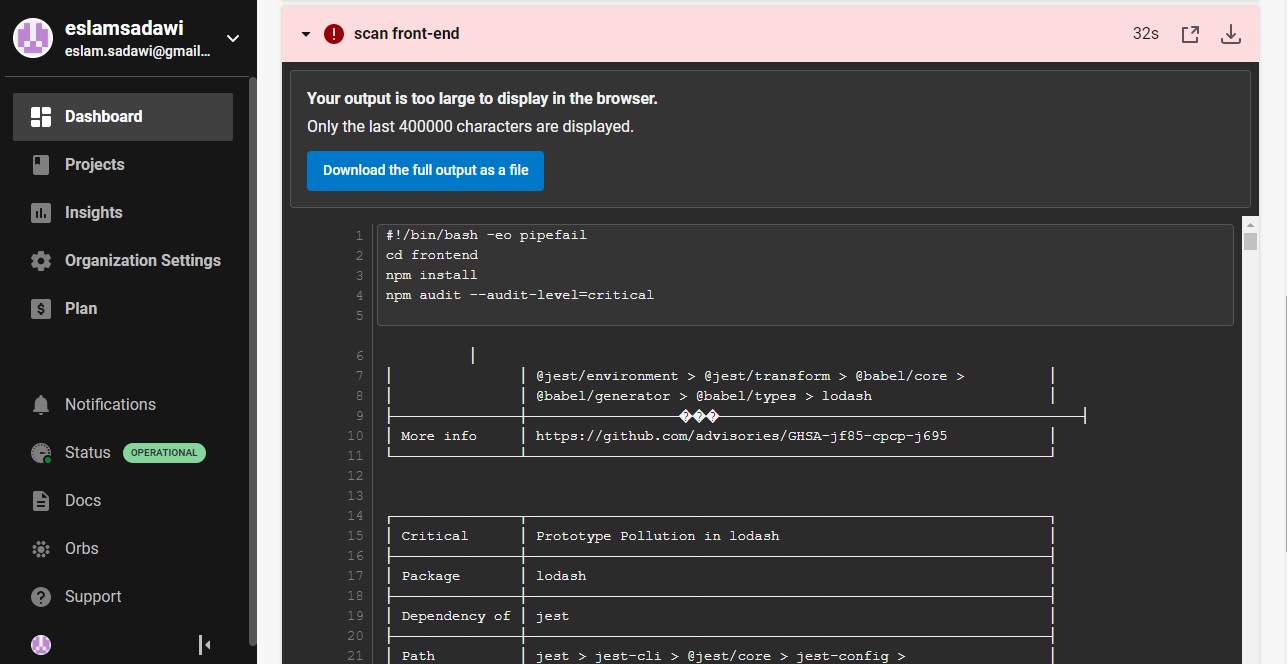 eslamsadawi
eslam.sadawi@gmail...
Dashboard
Projects
Insights
Organization Settings
Plan
Notifications
Status OPERATIONAL
Docs
Orbs
Support
scan front-end 32s
Your output is too large to display in the browser.
Only the last 400000 characters are displayed.
Download the full output as a file
1 #!/bin/bash -eo pipefail
2 cd frontend
3 npm install
4 npm audit --audit-level=critical
5
6 │
7 │ │ @jest/environment > @jest/transform > @babel/core > │
8 │ │ @babel/generator > @babel/types > lodash │
9 ├───────────────┼──────────────────���───────────────────────────────────────────┤
10 │ More info │ https://github.com/advisories/GHSA-jf85-cpcp-j695 │
11 └───────────────┴──────────────────────────────────────────────────────────────┘
12
13
14 ┌───────────────┬──────────────────────────────────────────────────────────────┐
15 │ Critical │ Prototype Pollution in lodash │
16 ├───────────────┼──────────────────────────────────────────────────────────────┤
17 │ Package │ lodash │
18 ├───────────────┼──────────────────────────────────────────────────────────────┤
19 │ Dependency of │ jest │
20 ├───────────────┼──────────────────────────────────────────────────────────────┤
21 │ Path │ jest > jest-cli > @jest/core > jest-config > │